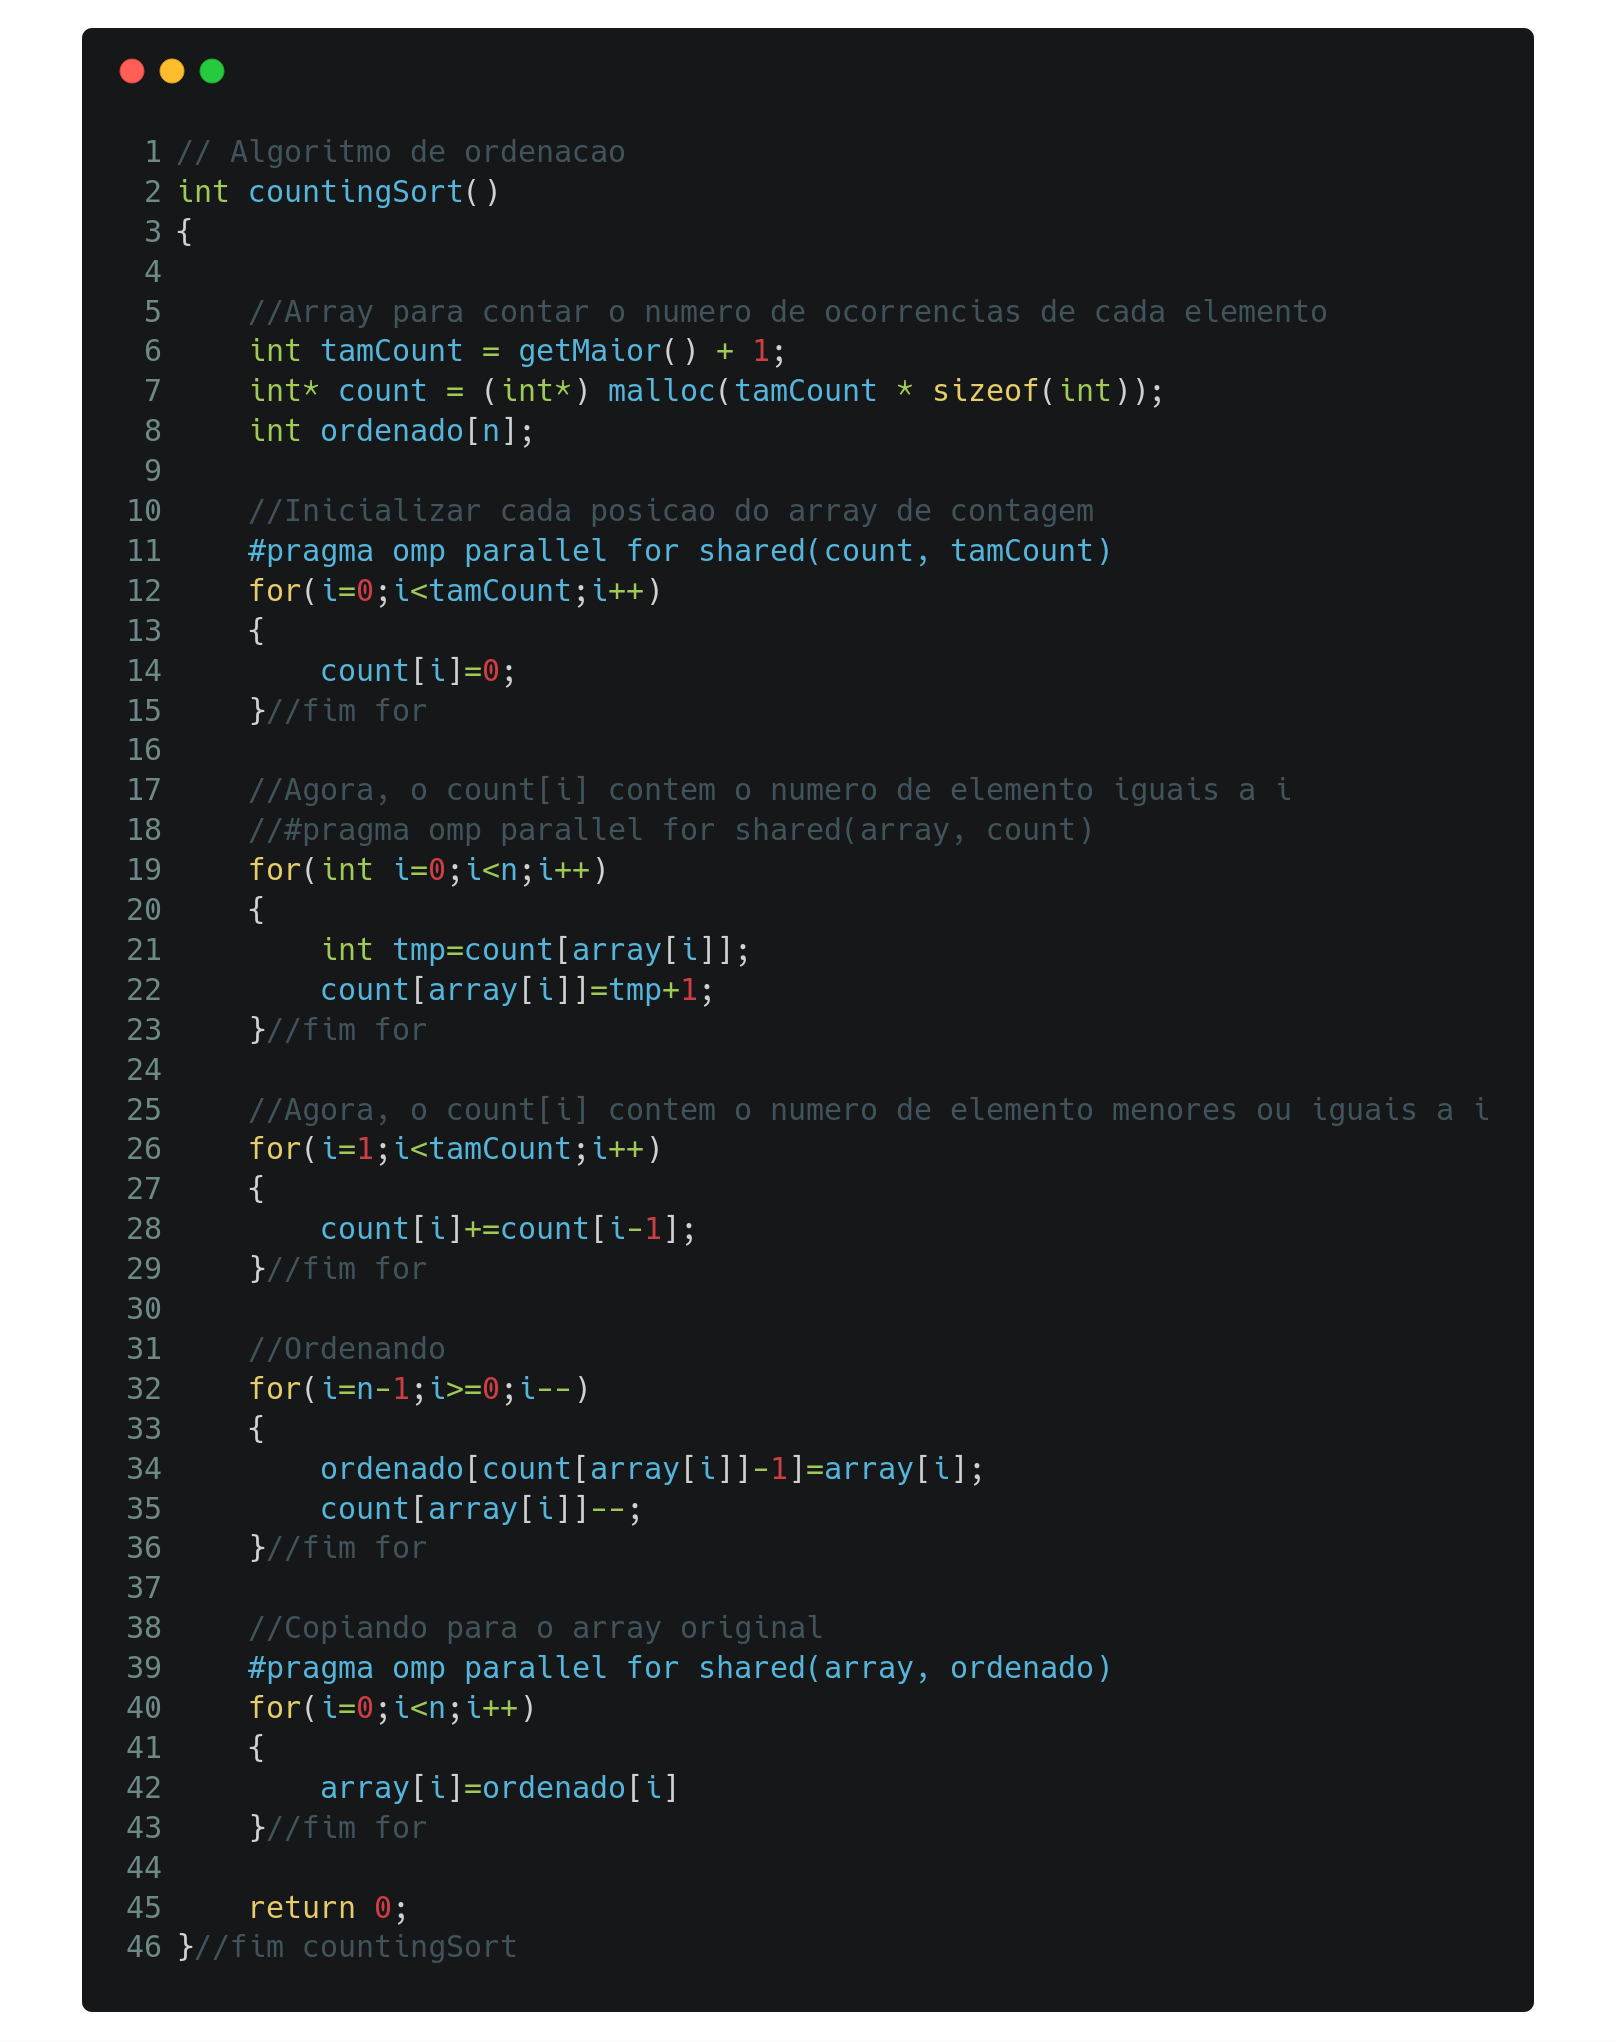 1 // Algoritmo de ordenacao
2 int countingSort()
3 {
4
5     //Array para contar o numero de ocorrencias de cada elemento
6     int tamCount = getMaior() + 1;
7     int* count = (int*) malloc(tamCount * sizeof(int));
8     int ordenado[n];
9
10     //Inicializar cada posicao do array de contagem
11     #pragma omp parallel for shared(count, tamCount)
12     for(i=0;i<tamCount;i++)
13     {
14         count[i]=0;
15     }//fim for
16
17     //Agora, o count[i] contem o numero de elemento iguais a i
18     //#pragma omp parallel for shared(array, count)
19     for(int i=0;i<n;i++)
20     {
21         int tmp=count[array[i]];
22         count[array[i]]=tmp+1;
23     }//fim for
24
25     //Agora, o count[i] contem o numero de elemento menores ou iguais a i
26     for(i=1;i<tamCount;i++)
27     {
28         count[i]+=count[i-1];
29     }//fim for
30
31     //Ordenando
32     for(i=n-1;i>=0;i--)
33     {
34         ordenado[count[array[i]]-1]=array[i];
35         count[array[i]]--;
36     }//fim for
37
38     //Copiando para o array original
39     #pragma omp parallel for shared(array, ordenado)
40     for(i=0;i<n;i++)
41     {
42         array[i]=ordenado[i]
43     }//fim for
44
45     return 0;
46 }//fim countingSort